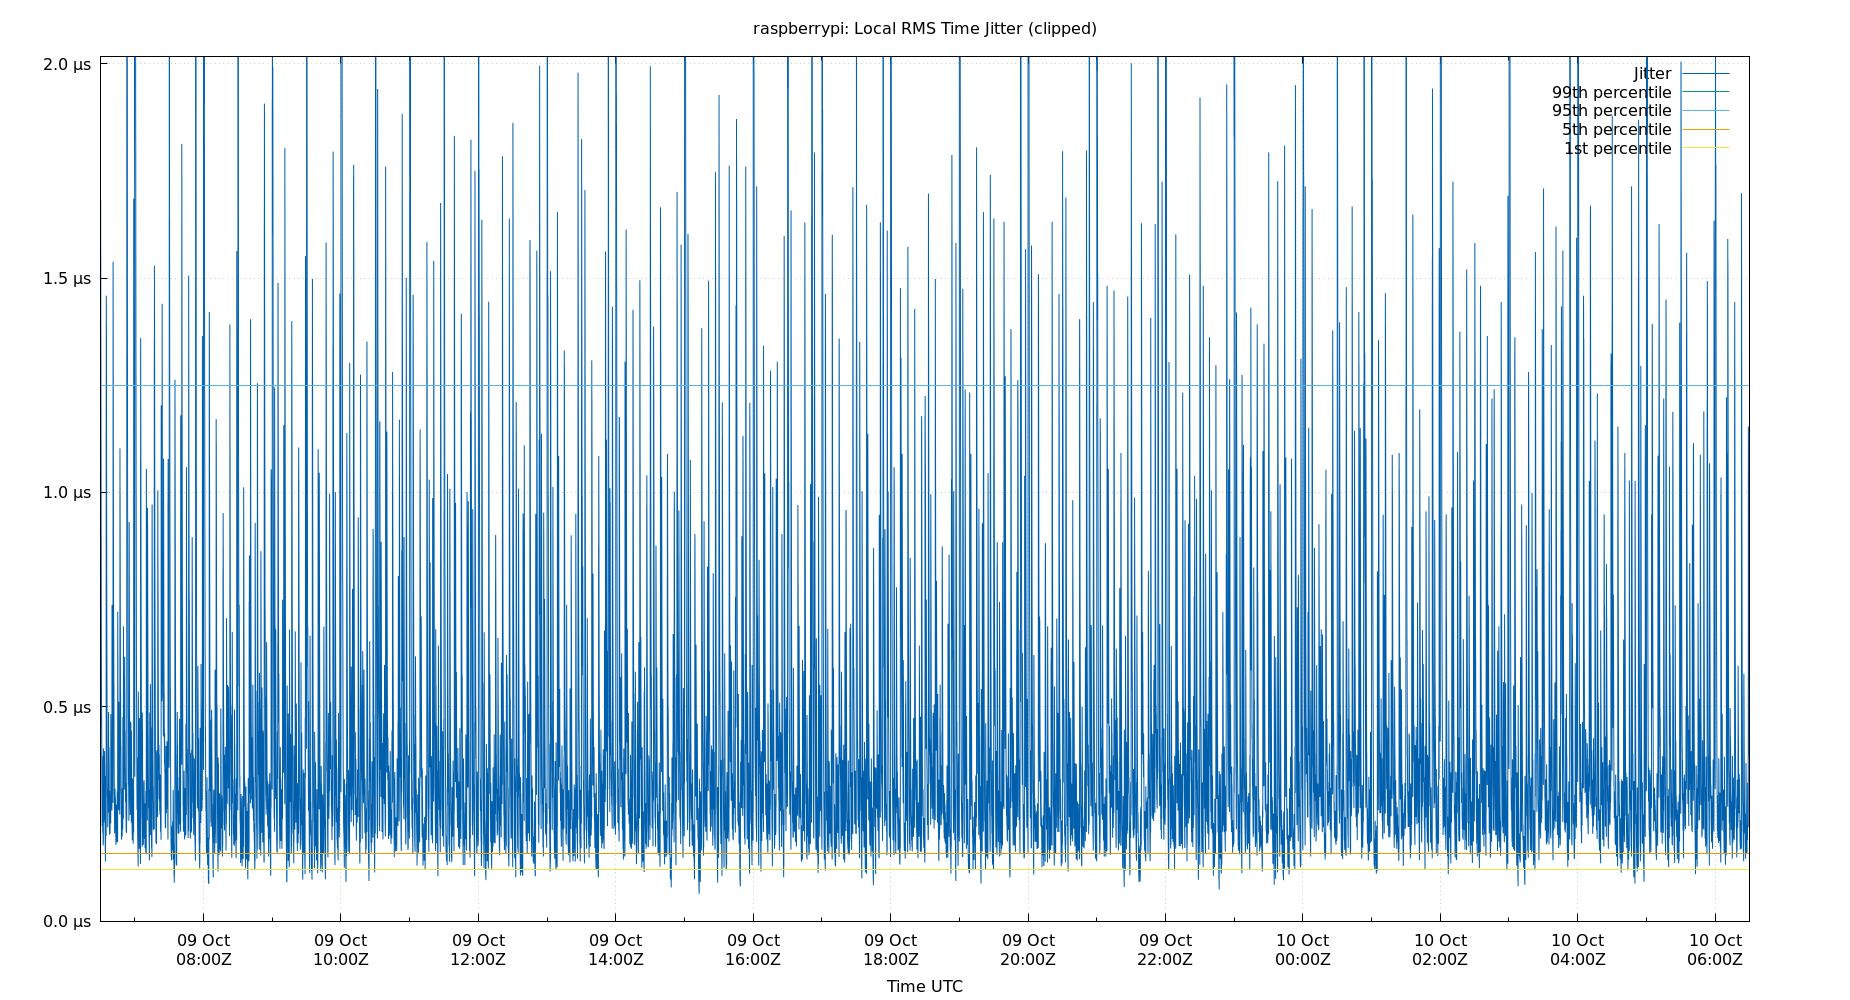 raspberrypi: Local RMS Time Jitter (clipped)
2.0 µs
1.5 µs
1.0 µs
0.5 µs
0.0 µs
Jitter
99th percentile
95th percentile
5th percentile
1st percentile
09 Oct 09 Oct 09 Oct 09 Oct 09 Oct 09 Oct 09 Oct 09 Oct 10 Oct 10 Oct 10 Oct 10 Oct
08:00Z 10:00Z 12:00Z 14:00Z 16:00Z 18:00Z 20:00Z 22:00Z 00:00Z 02:00Z 04:00Z 06:00Z
Time UTC